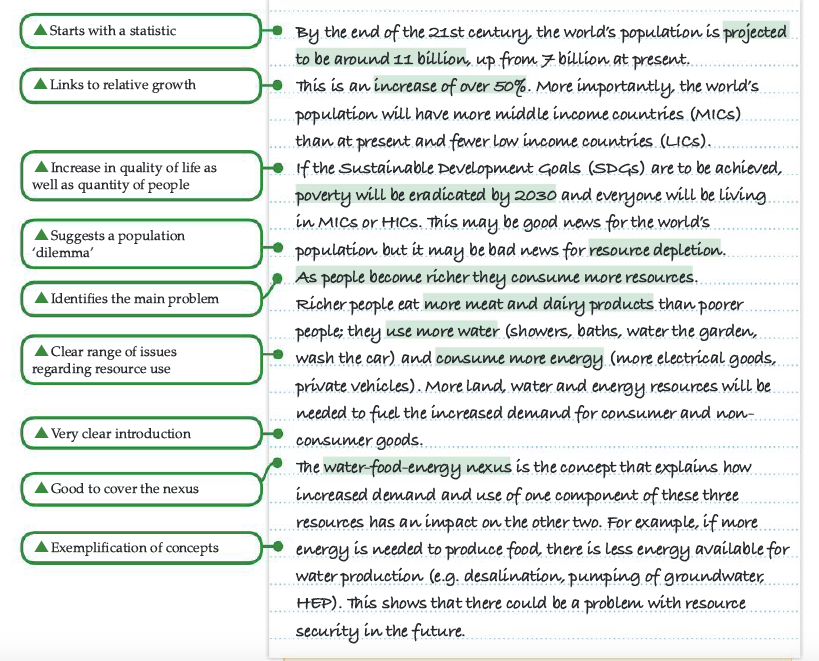 ▲ Starts with a statistic
By the end of the 21st century, the world's population is projected
to be around 11 billion, up from 7 billion at present.
▲ Links to relative growth
This is an increase of over 50%. More importantly, the world's
population will have more middle income countries (MICs)
than at present and fewer low income countries (LICs).
▲ Increase in quality of life as
well as quantity of people
If the Sustainable Development Goals (SDGs) are to be achieved,
poverty will be eradicated by 2030 and everyone will be living
in MICs or HICs. This may be good news for the world's
▲ Suggests a population
'dilemma'
population but it may be bad news for resource depletion.
▲ Identifies the main problem
As people become richer they consume more resources.
Richer people eat more meat and dairy products than poorer
people; they use more water (showers, baths, water the garden,
▲ Clear range of issues
regarding resource use
wash the car) and consume more energy (more electrical goods,
private vehicles). More land, water and energy resources will be
needed to fuel the increased demand for consumer and non-
▲ Very clear introduction
consumer goods.
▲ Good to cover the nexus
The water-food-energy nexus is the concept that explains how
increased demand and use of one component of these three
resources has an impact on the other two. For example, if more
▲ Exemplification of concepts
energy is needed to produce food, there is less energy available for
water production (e.g. desalination, pumping of groundwater,
HEP). This shows that there could be a problem with resource
security in the future.